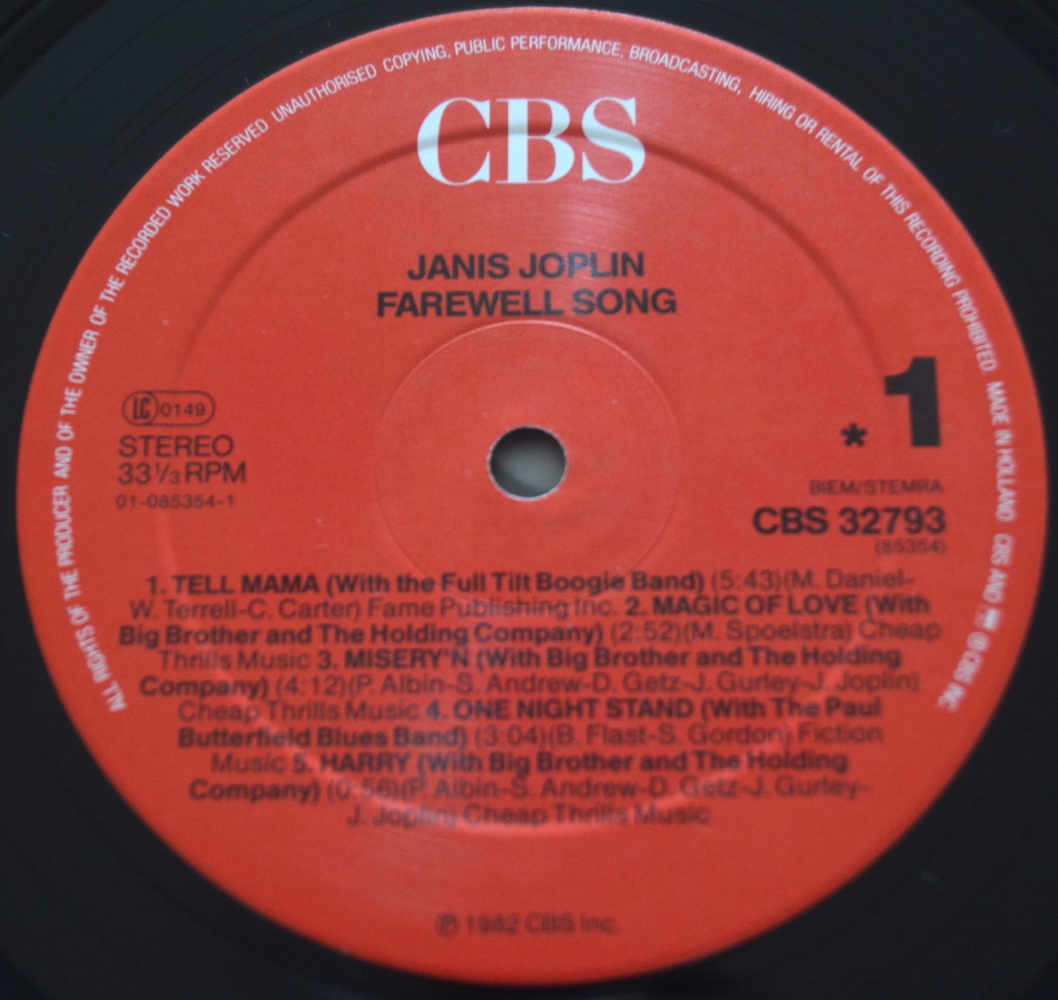 ALL RIGHTS OF THE PRODUCER AND OF THE OWNER OF THE RECORDED WORK RESERVED UNAUTHORISED COPYING, PUBLIC PERFORMANCE, BROADCASTING, HIRING OR RENTAL OF THIS RECORDING PROHIBITED. MADE IN HOLLAND CBS AND ℗ CBS INC
CBS
JANIS JOPLIN
FAREWELL SONG
1
*
LC 0149
STEREO
33⅓ RPM
01-085354-1
BIEM/STEMRA
CBS 32793
(85354)
1. TELL MAMA (With the Full Tilt Boogie Band) (5:43)(M. Daniel-
W. Terrell-C. Carter) Fame Publishing Inc. 2. MAGIC OF LOVE (With
Big Brother and The Holding Company) (2:52)(M. Spoelstra) Cheap
Thrills Music 3. MISERY'N (With Big Brother and The Holding
Company) (4:12)(P. Albin-S. Andrew-D. Getz-J. Gurley-J. Joplin)
Cheap Thrills Music 4. ONE NIGHT STAND (With The Paul
Butterfield Blues Band) (3:04)(B. Flast-S. Gordon) Fiction
Music 5. HARRY (With Big Brother and The Holding
Company) (0:56)(P. Albin-S. Andrew-D. Getz-J. Gurley-
J. Joplin) Cheap Thrills Music
℗ 1982 CBS Inc.